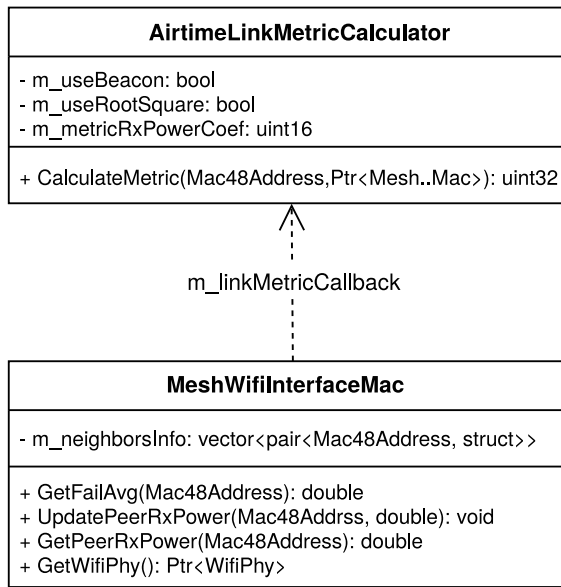 AirtimeLinkMetricCalculator
- m_useBeacon: bool
- m_useRootSquare: bool
- m_metricRxPowerCoef: uint16
+ CalculateMetric(Mac48Address,Ptr<Mesh..Mac>): uint32
m_linkMetricCallback
MeshWifiInterfaceMac
- m_neighborsInfo: vector<pair<Mac48Address, struct>>
+ GetFailAvg(Mac48Address): double
+ UpdatePeerRxPower(Mac48Addrss, double): void
+ GetPeerRxPower(Mac48Address): double
+ GetWifiPhy(): Ptr<WifiPhy>